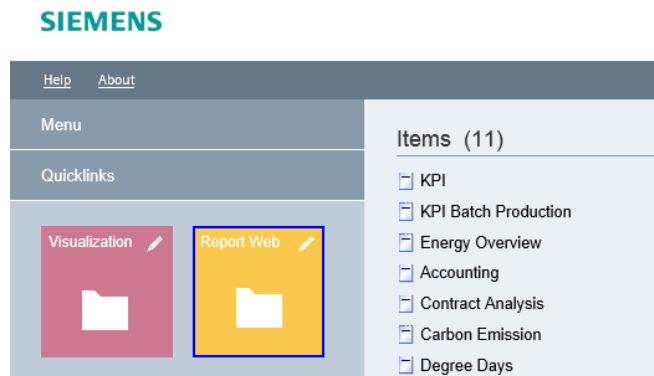 SIEMENS
Help About
Menu
Quicklinks
Visualization
Report Web
Items (11)
KPI
KPI Batch Production
Energy Overview
Accounting
Contract Analysis
Carbon Emission
Degree Days